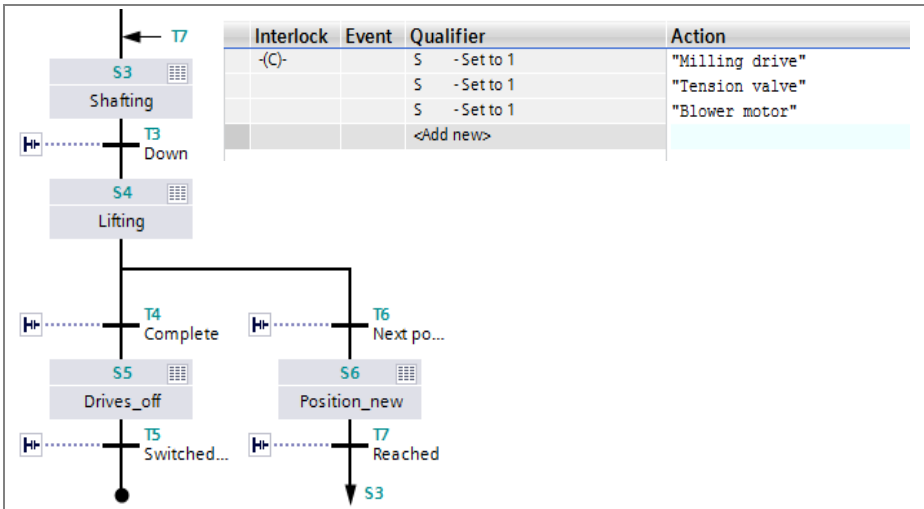 T7
Interlock Event Qualifier Action
-(C)- S - Set to 1 "Milling drive"
S - Set to 1 "Tension valve"
S - Set to 1 "Blower motor"
<Add new>
S3
Shafting
T3
Down
S4
Lifting
T4
Complete
T6
Next po...
S5
Drives_off
S6
Position_new
T5
Switched...
T7
Reached
S3